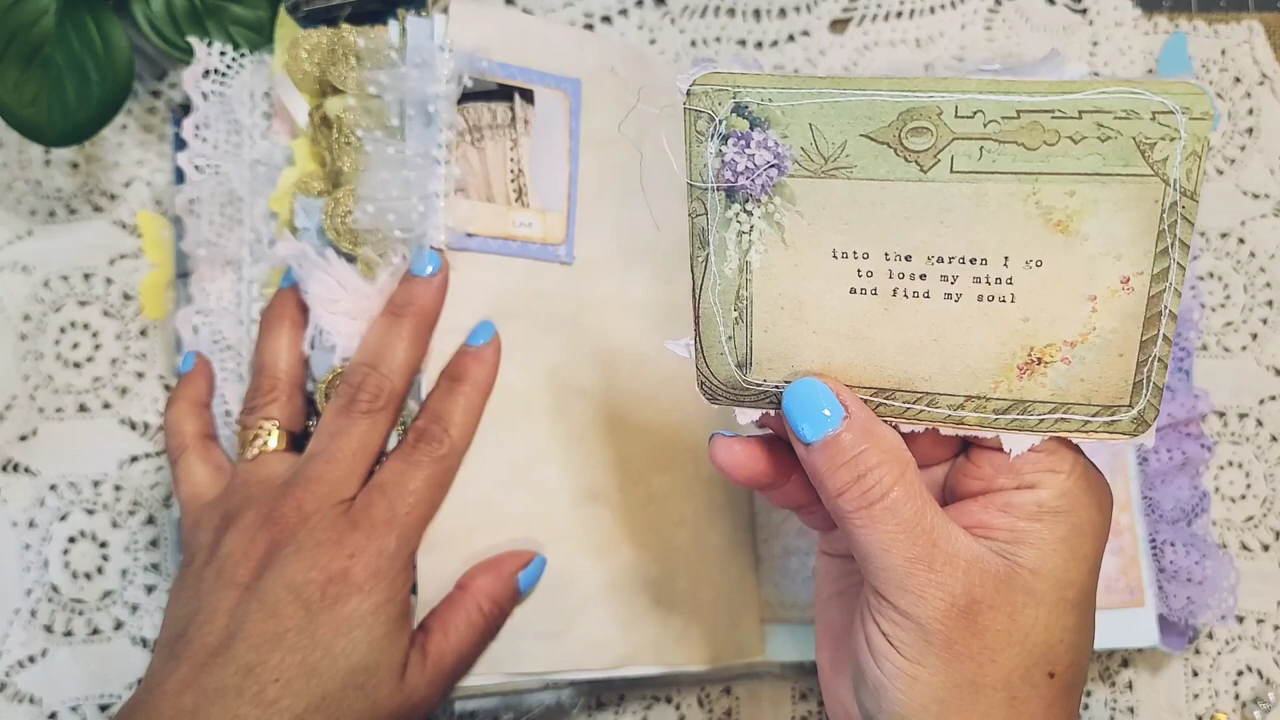 into the garden I go
to lose my mind
and find my soul